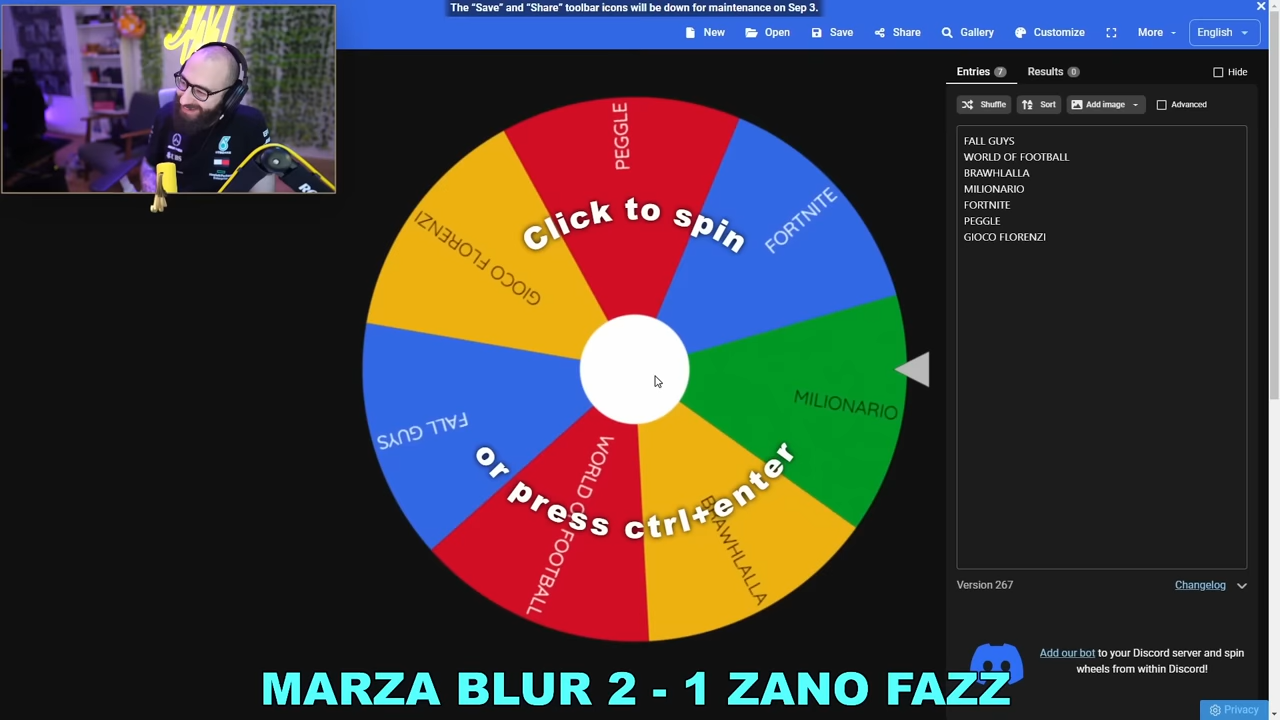 The “Save” and “Share” toolbar icons will be down for maintenance on Sep 3.
New Open Save Share Gallery Customize More English
Entries 7 Results 0 Hide
Shuffle Sort Add image Advanced
FALL GUYS
WORLD OF FOOTBALL
BRAWHLALLA
MILIONARIO
FORTNITE
PEGGLE
GIOCO FLORENZI
PEGGLE
FORTNITE
MILIONARIO
BRAWHLALLA
WORLD OF FOOTBALL
FALL GUYS
GIOCO FLORENZI
Click to spin
or press ctrl+enter
Version 267 Changelog
Add our bot to your Discord server and spin
wheels from within Discord!
Privacy
MARZA BLUR 2 - 1 ZANO FAZZ